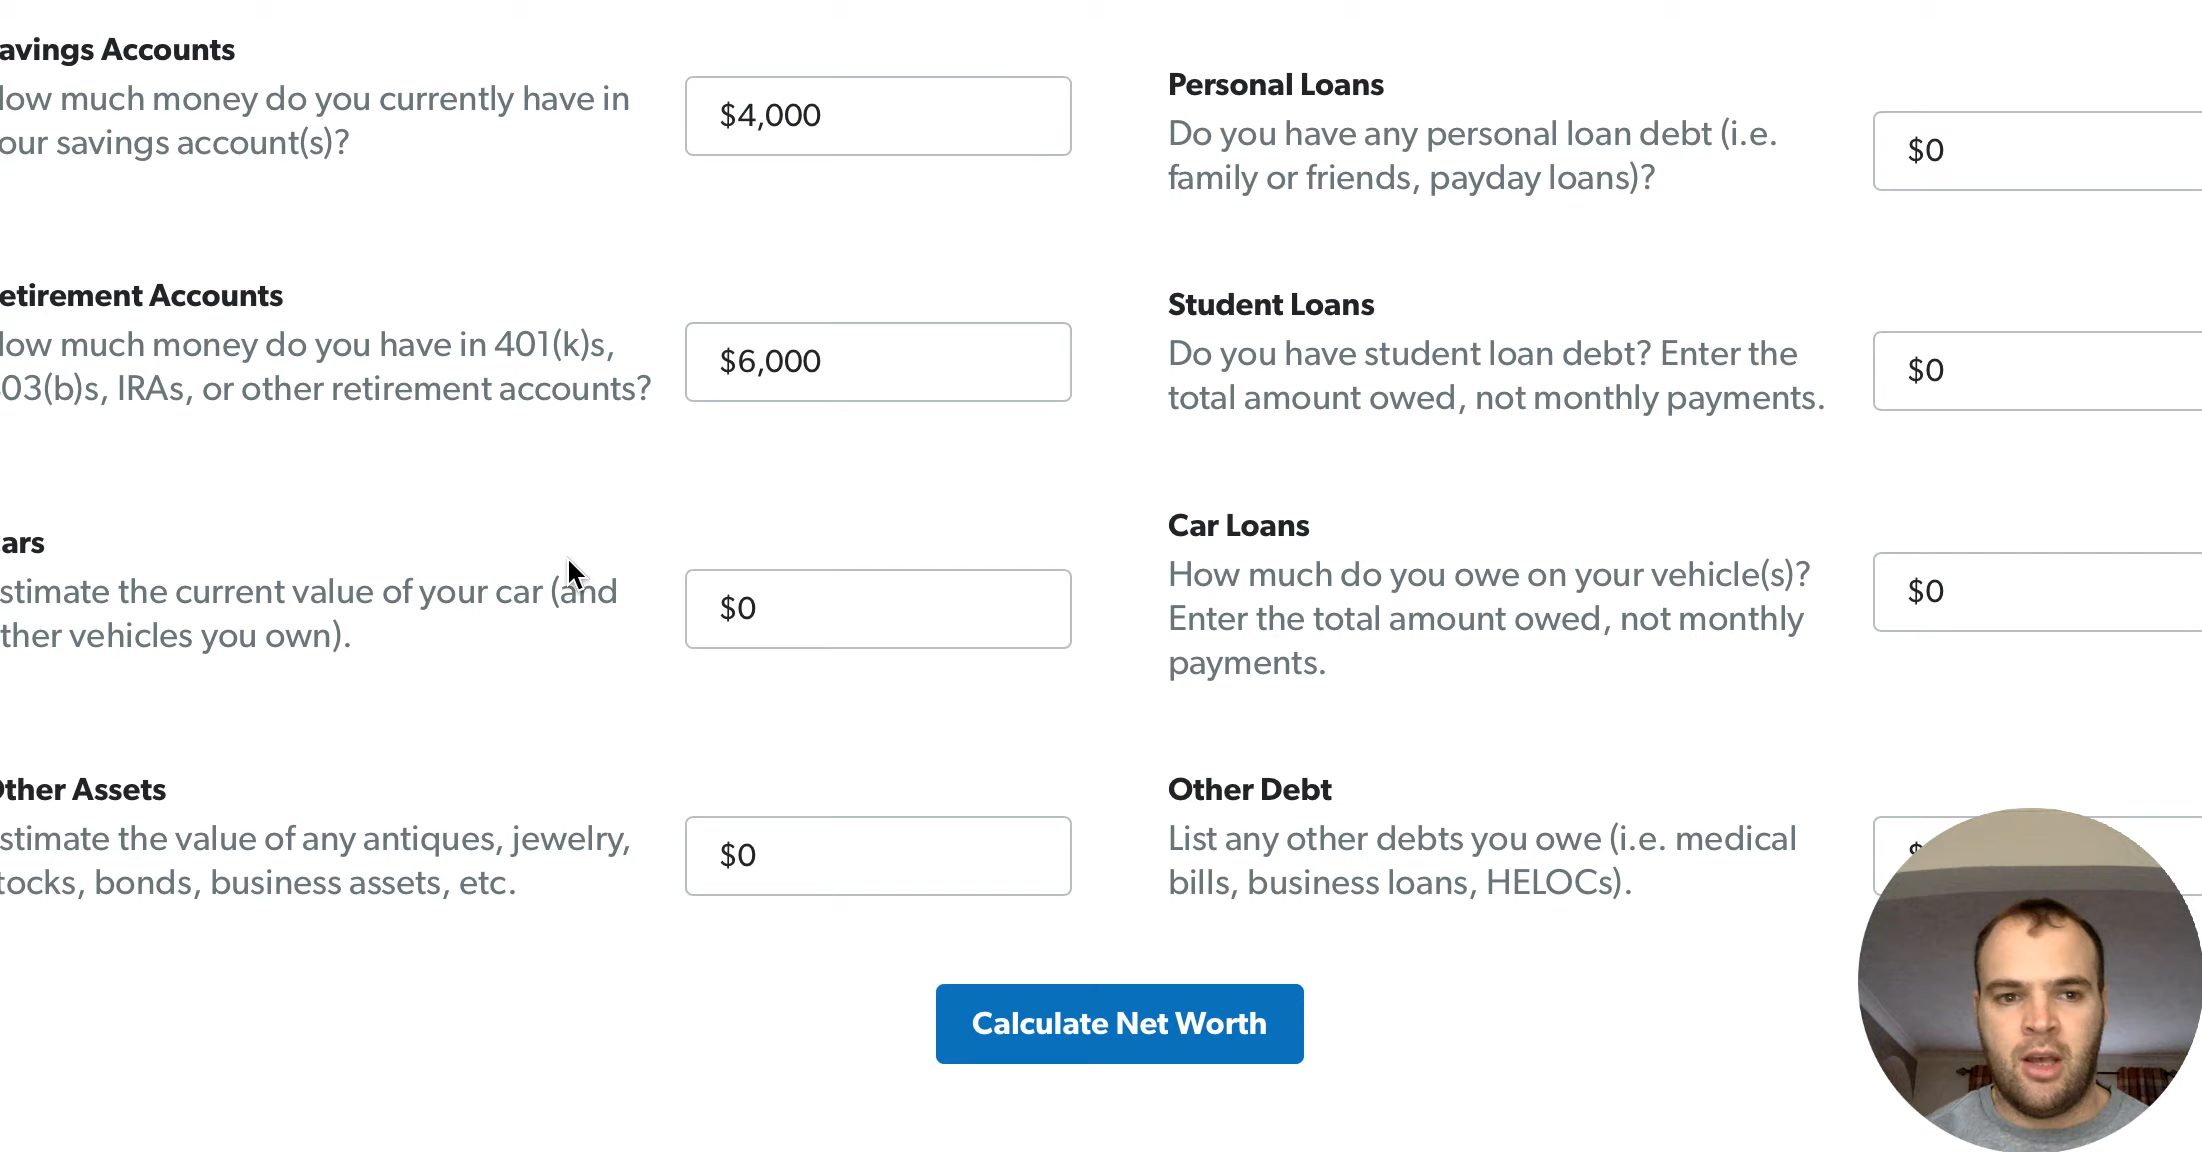 avings Accounts
ow much money do you currently have in
our savings account(s)?
$4,000
etirement Accounts
ow much money do you have in 401(k)s,
03(b)s, IRAs, or other retirement accounts?
$6,000
ars
stimate the current value of your car (and
ther vehicles you own).
$0
Other Assets
stimate the value of any antiques, jewelry,
tocks, bonds, business assets, etc.
$0
Personal Loans
Do you have any personal loan debt (i.e.
family or friends, payday loans)?
$0
Student Loans
Do you have student loan debt? Enter the
total amount owed, not monthly payments.
$0
Car Loans
How much do you owe on your vehicle(s)?
Enter the total amount owed, not monthly
payments.
$0
Other Debt
List any other debts you owe (i.e. medical
bills, business loans, HELOCs).
Calculate Net Worth